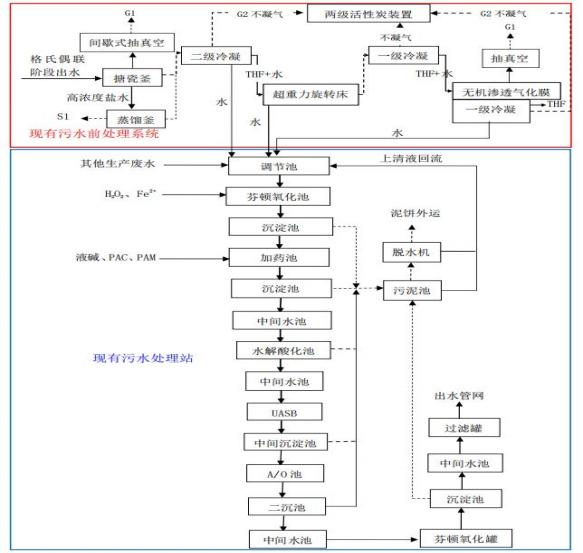 G1
G2不凝气
两级活性炭装置
G2不凝气
G1
间歇式抽真空
不凝气
抽真空
格氏偶联
阶段出水
搪瓷釜
二级冷凝
一级冷凝
THF+水
THF+水
高浓度盐水
水
超重力旋转床
无机渗透气化膜
一级冷凝
THF
S1
蒸馏釜
水
水
现有污水前处理系统
其他生产废水
调节池
上清液回流
H₂O₂、Fe²⁺
芬顿氧化池
沉淀池
泥饼外运
液碱、PAC、PAM
加药池
脱水机
沉淀池
污泥池
中间水池
现有污水处理站
水解酸化池
中间水池
出水管网
UASB
过滤罐
中间沉淀池
中间水池
A/O池
沉淀池
二沉池
中间水池
芬顿氧化罐